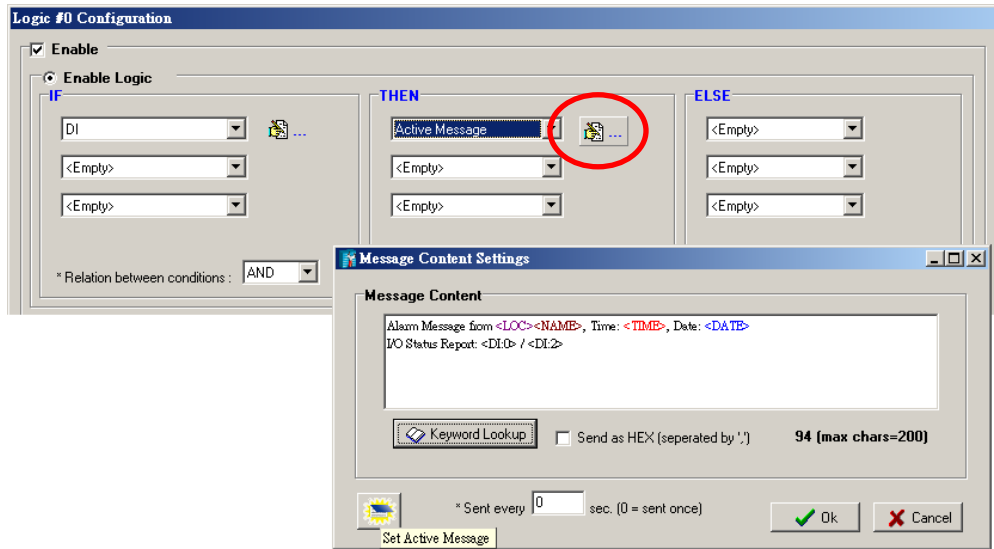 Logic #0 Configuration
Enable
Enable Logic
IF
THEN
ELSE
DI
...
Active Message
...
<Empty>
<Empty>
<Empty>
<Empty>
<Empty>
<Empty>
<Empty>
* Relation between conditions :
AND
Message Content Settings
Message Content
Alarm Message from <LOC><NAME>, Time: <TIME>, Date: <DATE>
I/O Status Report: <DI:0> / <DI:2>
Keyword Lookup
Send as HEX (seperated by ',')
94 (max chars=200)
* Sent every
0
sec. (0 = sent once)
Ok
Cancel
Set Active Message